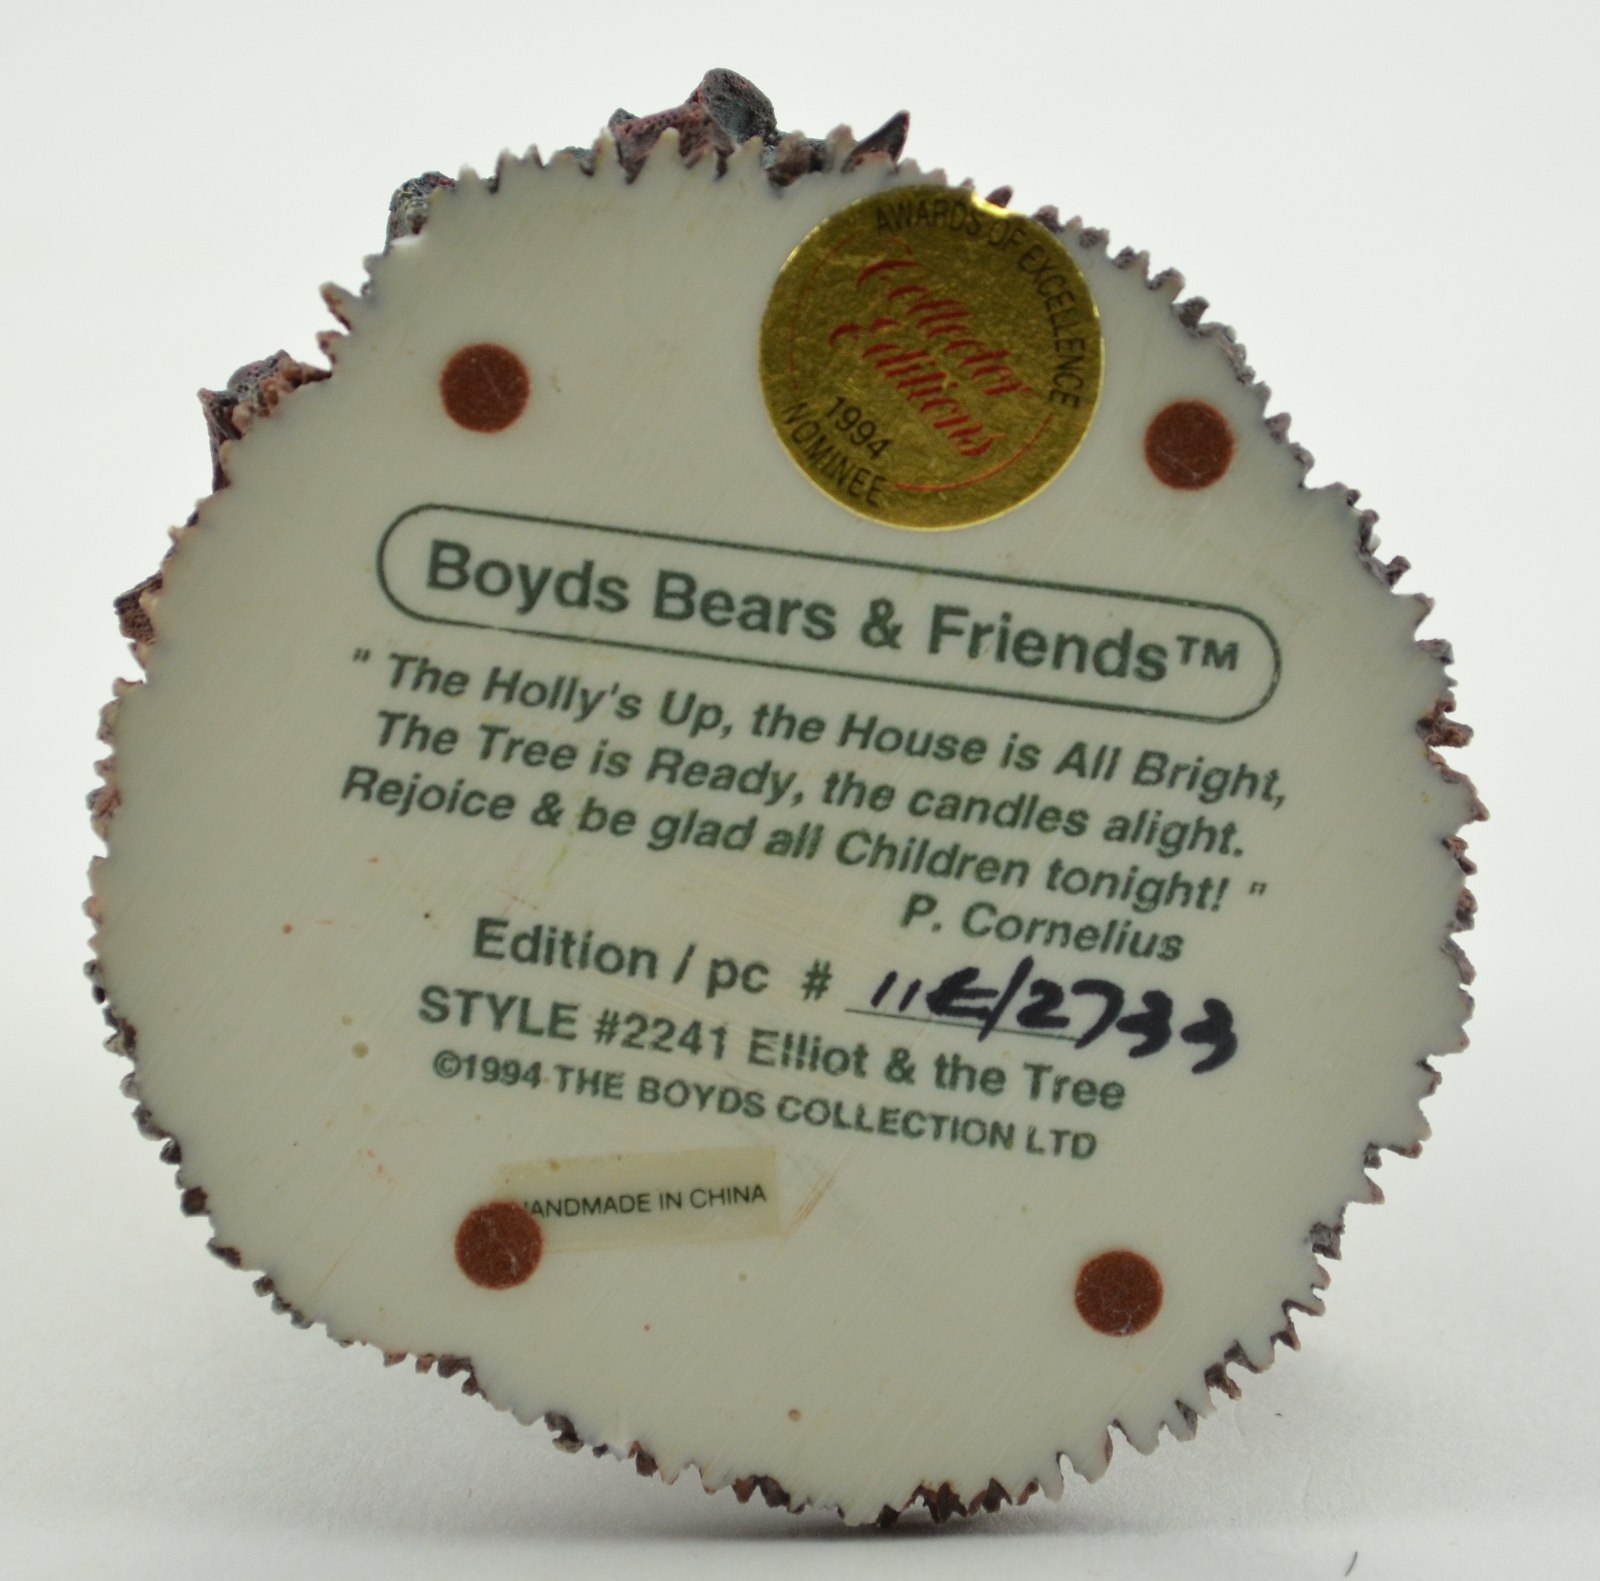 AWARDS OF EXCELLENCE
Collector
Editions
1994
NOMINEE
Boyds Bears & Friends™
" The Holly's Up, the House is All Bright,
The Tree is Ready, the candles alight.
Rejoice & be glad all Children tonight! "
P. Cornelius
Edition / pc # 11E/2733
STYLE #2241 Elliot & the Tree
©1994 THE BOYDS COLLECTION LTD
HANDMADE IN CHINA